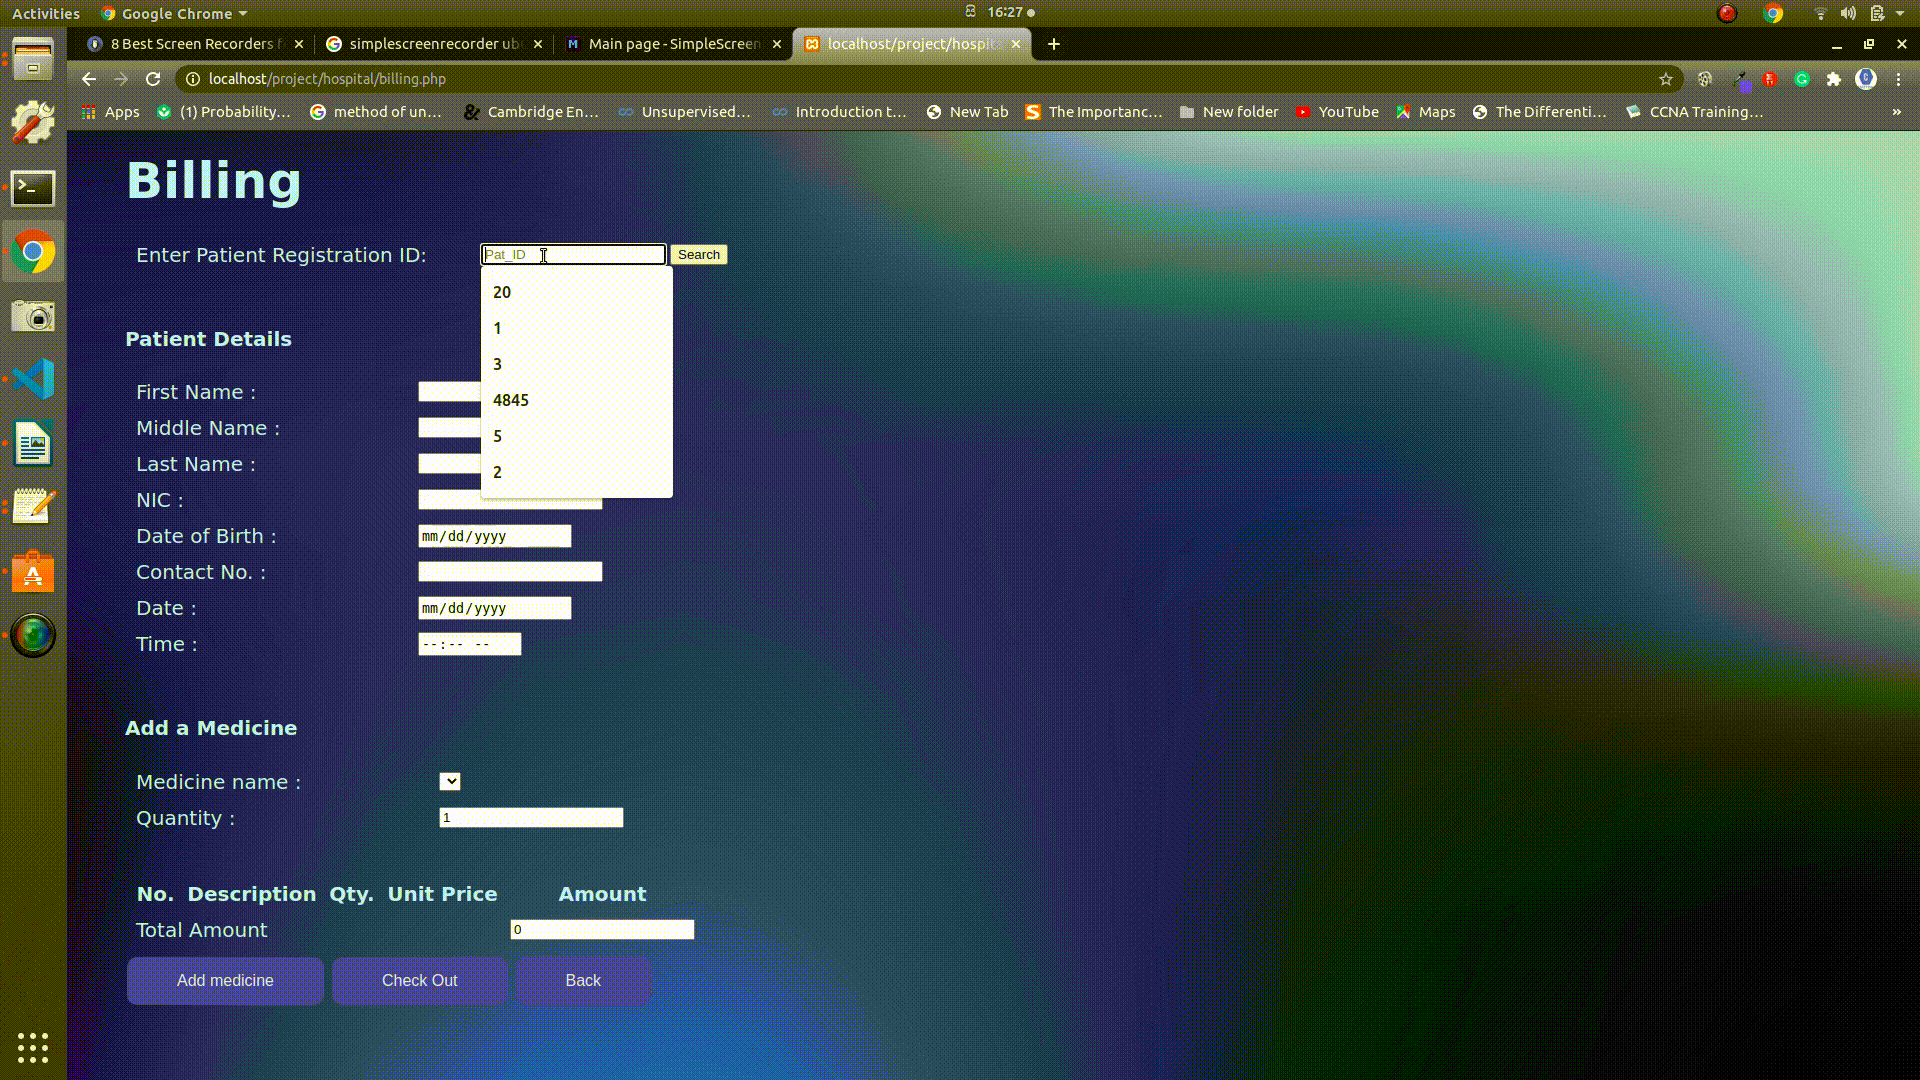 Activities Google Chrome 16:27
8 Best Screen Recorders f
simplescreenrecorder ub
Main page - SimpleScreen
localhost/project/hospita
localhost/project/hospital/billing.php
Apps (1) Probability... method of un... Cambridge En... Unsupervised... Introduction t... New Tab The Importanc... New folder YouTube Maps The Differenti... CCNA Training... »
Billing
Enter Patient Registration ID: Pat_ID Search
20
1
3
4845
5
2
Patient Details
First Name :
Middle Name :
Last Name :
NIC :
Date of Birth : mm/dd/yyyy
Contact No. :
Date : mm/dd/yyyy
Time : --:-- --
Add a Medicine
Medicine name :
Quantity : 1
No. Description Qty. Unit Price Amount
Total Amount 0
Add medicine Check Out Back